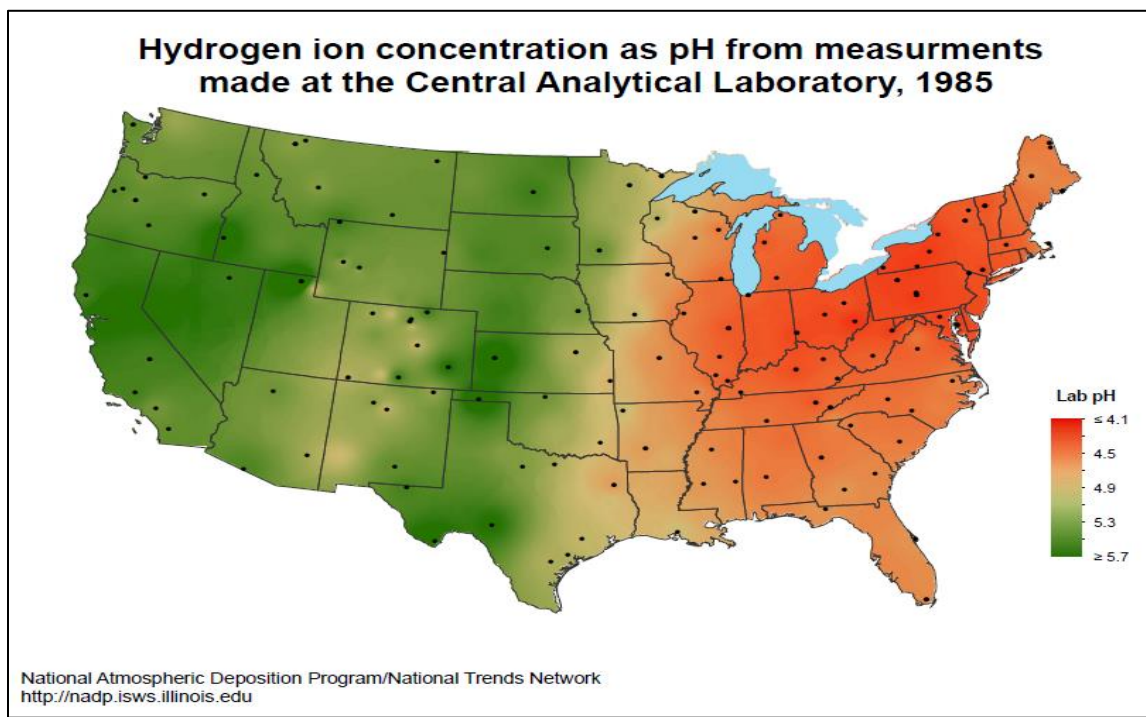 Hydrogen ion concentration as pH from measurments
made at the Central Analytical Laboratory, 1985
Lab pH
≤ 4.1
4.5
4.9
5.3
≥ 5.7
National Atmospheric Deposition Program/National Trends Network
http://nadp.isws.illinois.edu